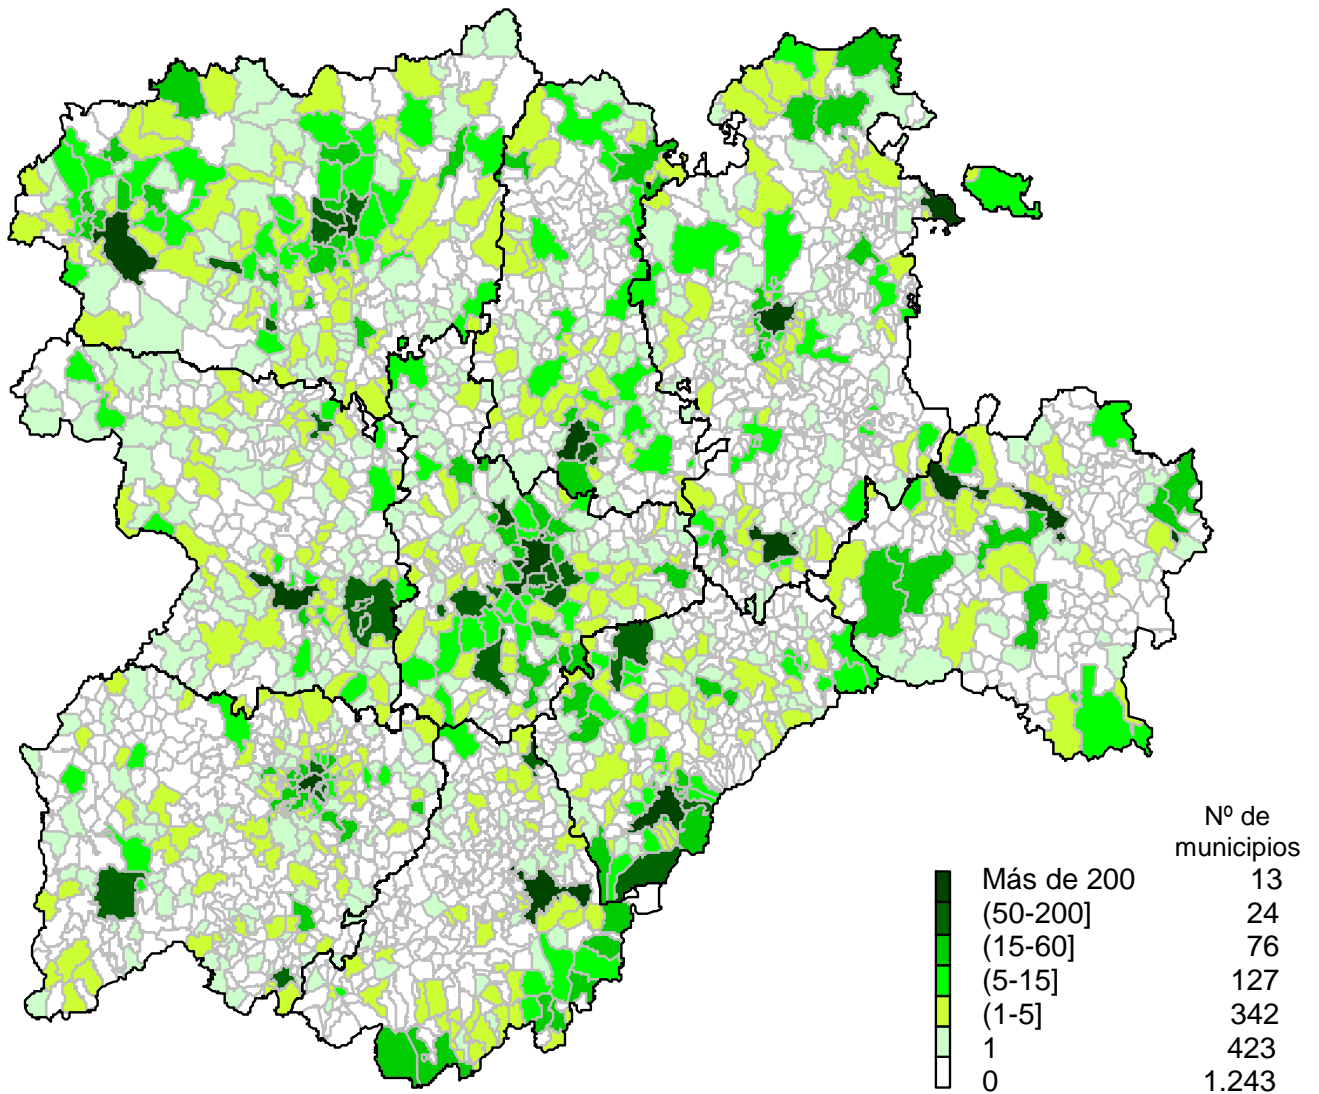 Nº de
municipios
Más de 200 13
(50-200] 24
(15-60] 76
(5-15] 127
(1-5] 342
1 423
0 1.243